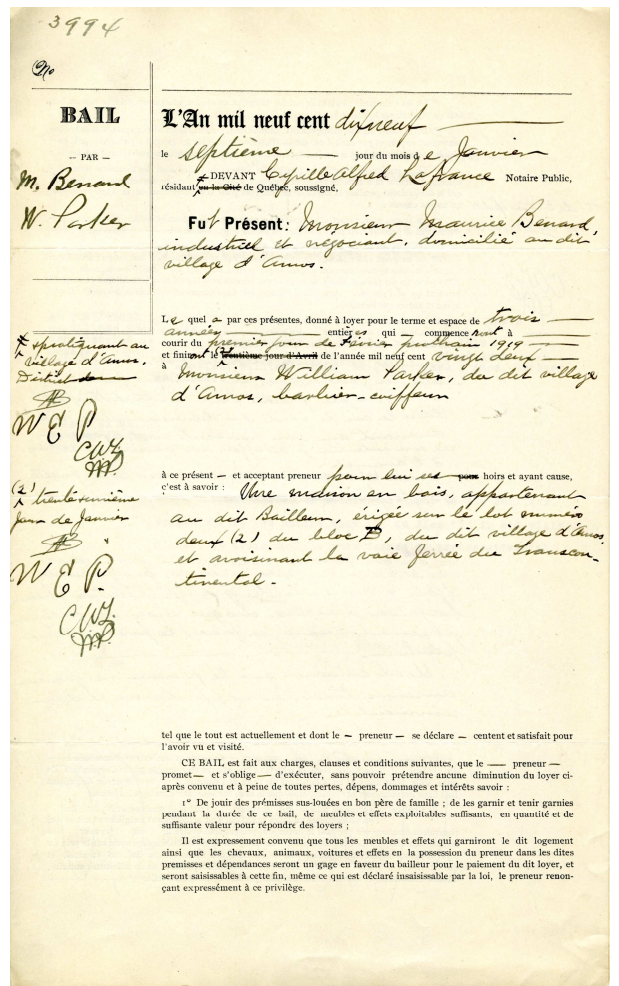 3994
No
BAIL
— PAR —
M. Benard
W. Parker
L'An mil neuf cent dixneuf
le septième jour du mois de Janvier
DEVANT Cyrille Alfred Lafrance Notaire Public,
résidant en la Cité de Québec, soussigné,
Fut Présent: Monsieur Maurice Benard,
industriel et négociant, domicilié au dit
village d'Amos.
Le quel a par ces présentes, donné à loyer pour le terme et espace de trois
années entières qui commenceront à
courir du premier jour de Février prochain 1919
et finiront le trentième jour d'Avril de l'année mil neuf cent vingt deux
à Monsieur William Parker, du dit village
d'Amos, barbier-coiffeur
x pratiquant au
village d'Amos,
District
W E P
(2)
trente et unième
jour de Janvier
W E P.
à ce présent — et acceptant preneur pour lui ses pour hoirs et ayant cause,
c'est à savoir : Une maison en bois, appartenant
au dit Bailleur, érigée sur le lot numéro
deux (2) du bloc B, du dit village d'Amos,
et avoisinant la voie ferrée du Transcon-
tinental.
tel que le tout est actuellement et dont le — preneur — se déclare — centent et satisfait pour
l'avoir vu et visité.
CE BAIL est fait aux charges, clauses et conditions suivantes, que le — preneur —
promet — et s'oblige — d'exécuter, sans pouvoir prétendre aucune diminution du loyer ci-
après convenu et à peine de toutes pertes, dépens, dommages et intérêts savoir :
1° De jouir des prémisses sus-louées en bon père de famille ; de les garnir et tenir garnies
pendant la durée de ce bail, de meubles et effets exploitables suffisants, en quantité et de
suffisante valeur pour répondre des loyers ;
Il est expressement convenu que tous les meubles et effets qui garniront le dit logement
ainsi que les chevaux, animaux, voitures et effets en la possession du preneur dans les dites
premisses et dépendances seront un gage en faveur du bailleur pour le paiement du dit loyer, et
seront saisissables à cette fin, même ce qui est déclaré insaisissable par la loi, le preneur renon-
çant expressément à ce privilège.